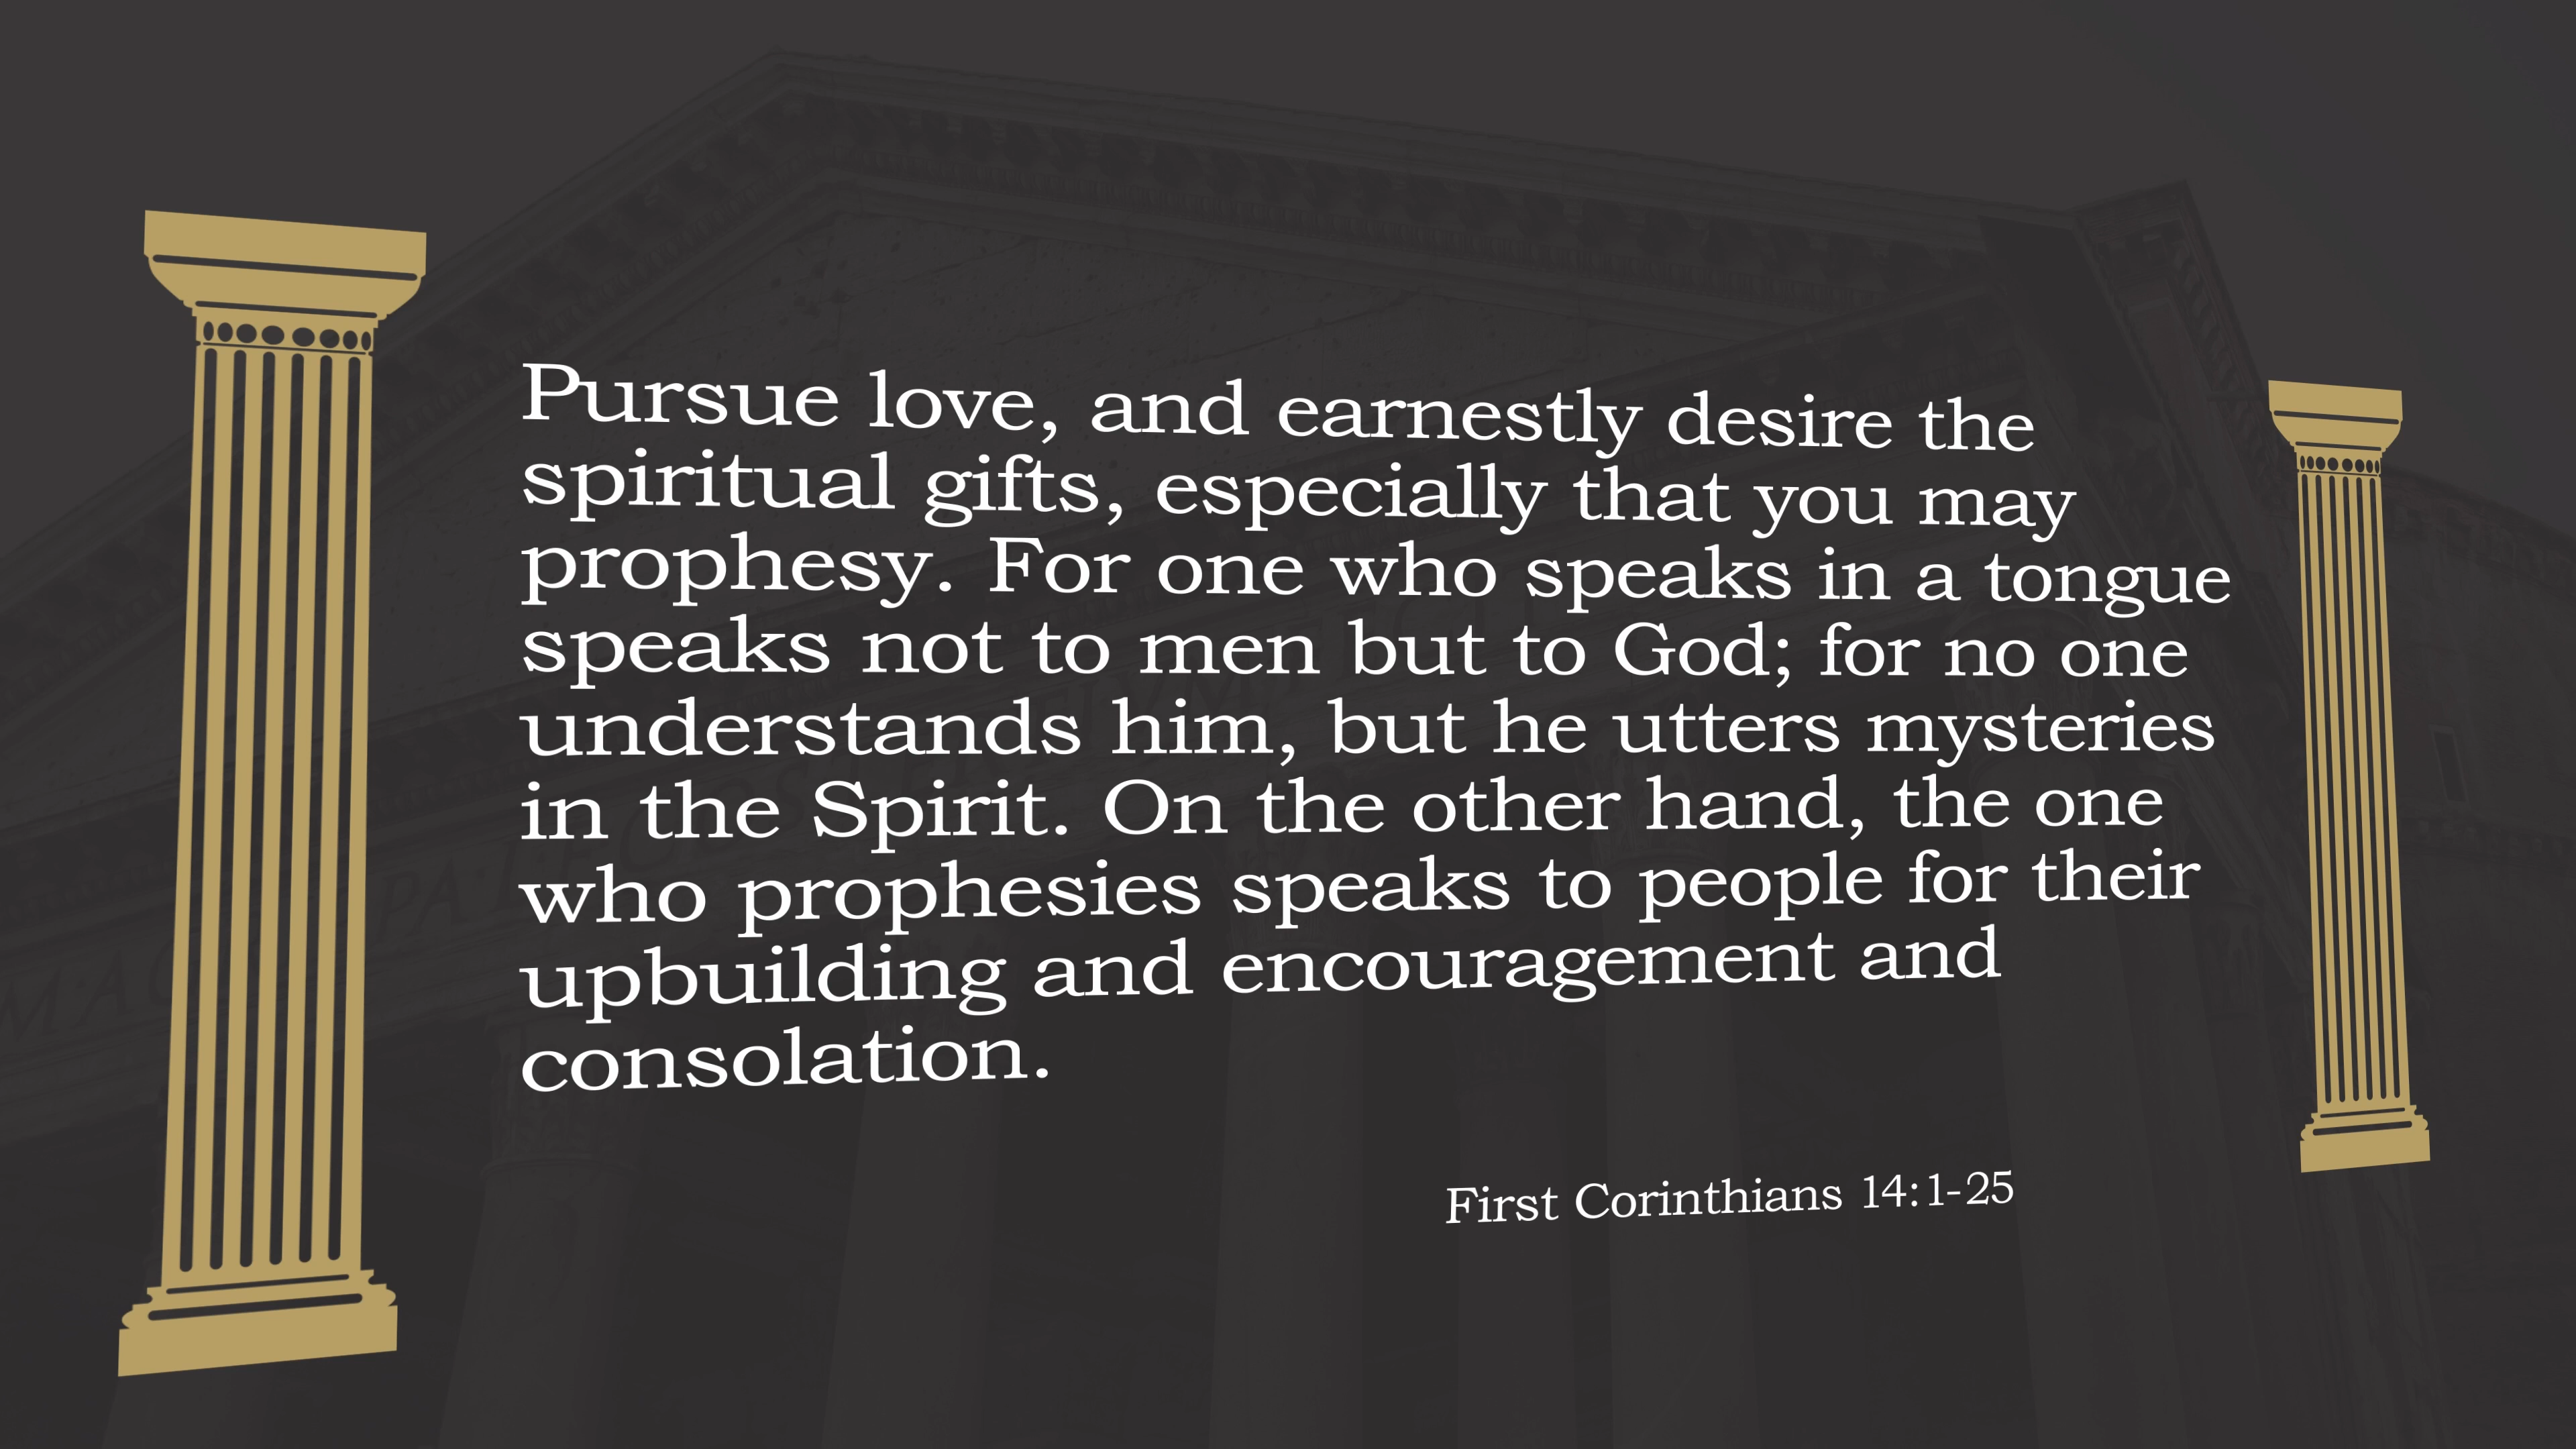 Pursue love, and earnestly desire the
spiritual gifts, especially that you may
prophesy. For one who speaks in a tongue
speaks not to men but to God; for no one
understands him, but he utters mysteries
in the Spirit. On the other hand, the one
who prophesies speaks to people for their
upbuilding and encouragement and
consolation.
First Corinthians 14:1-25